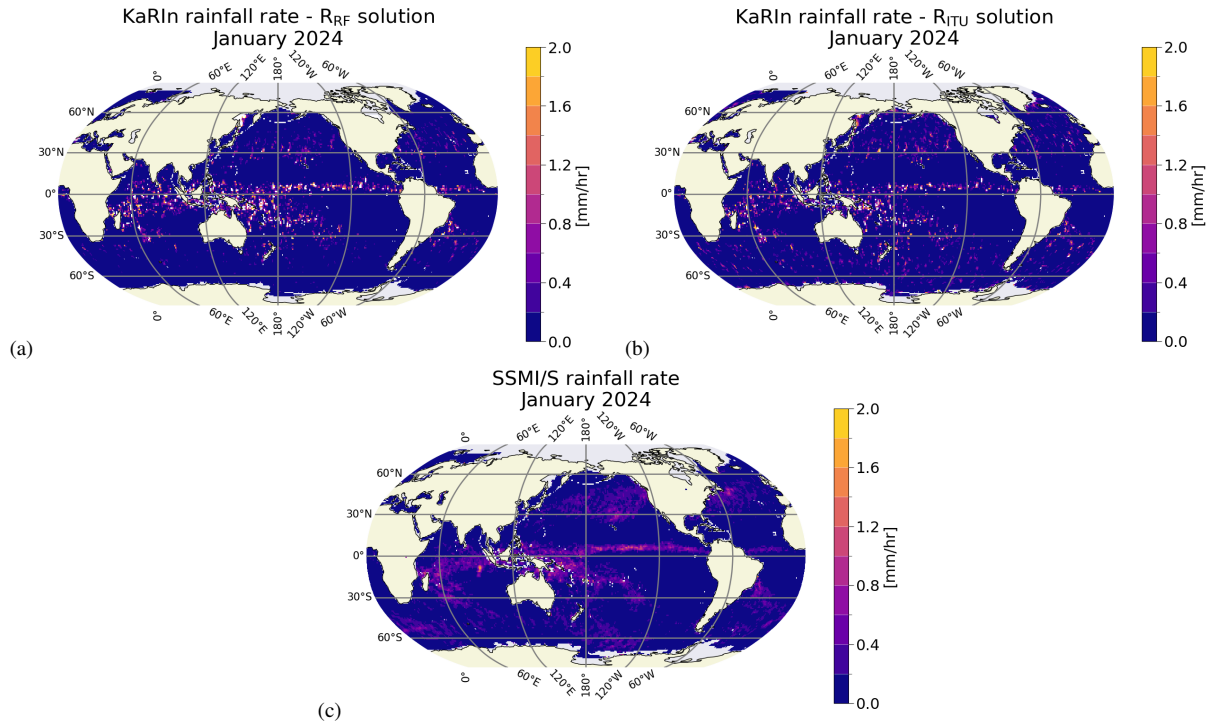 KaRIn rainfall rate - R_RF solution
January 2024
0° 60°E 120°E 180° 120°W 60°W
60°N
30°N
0°
30°S
60°S
0° 60°E 120°E 180° 120°W 60°W
2.0
1.6
1.2
0.8
0.4
0.0
[mm/hr]
(a)
KaRIn rainfall rate - R_ITU solution
January 2024
0° 60°E 120°E 180° 120°W 60°W
60°N
30°N
0°
30°S
60°S
0° 60°E 120°E 180° 120°W 60°W
2.0
1.6
1.2
0.8
0.4
0.0
[mm/hr]
(b)
SSMI/S rainfall rate
January 2024
0° 60°E 120°E 180° 120°W 60°W
60°N
30°N
0°
30°S
60°S
0° 60°E 120°E 180° 120°W 60°W
2.0
1.6
1.2
0.8
0.4
0.0
[mm/hr]
(c)